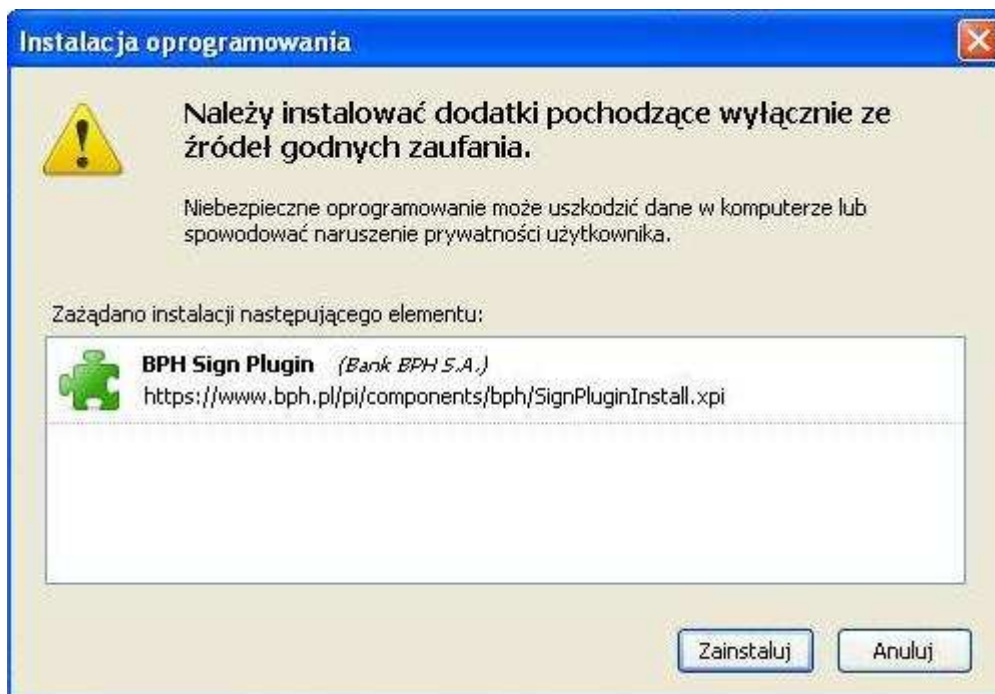 Instalacja oprogramowania
Należy instalować dodatki pochodzące wyłącznie ze
źródeł godnych zaufania.
Niebezpieczne oprogramowanie może uszkodzić dane w komputerze lub
spowodować naruszenie prywatności użytkownika.
Zażądano instalacji następującego elementu:
BPH Sign Plugin (Bank BPH S.A.)
https://www.bph.pl/pi/components/bph/SignPluginInstall.xpi
Zainstaluj Anuluj